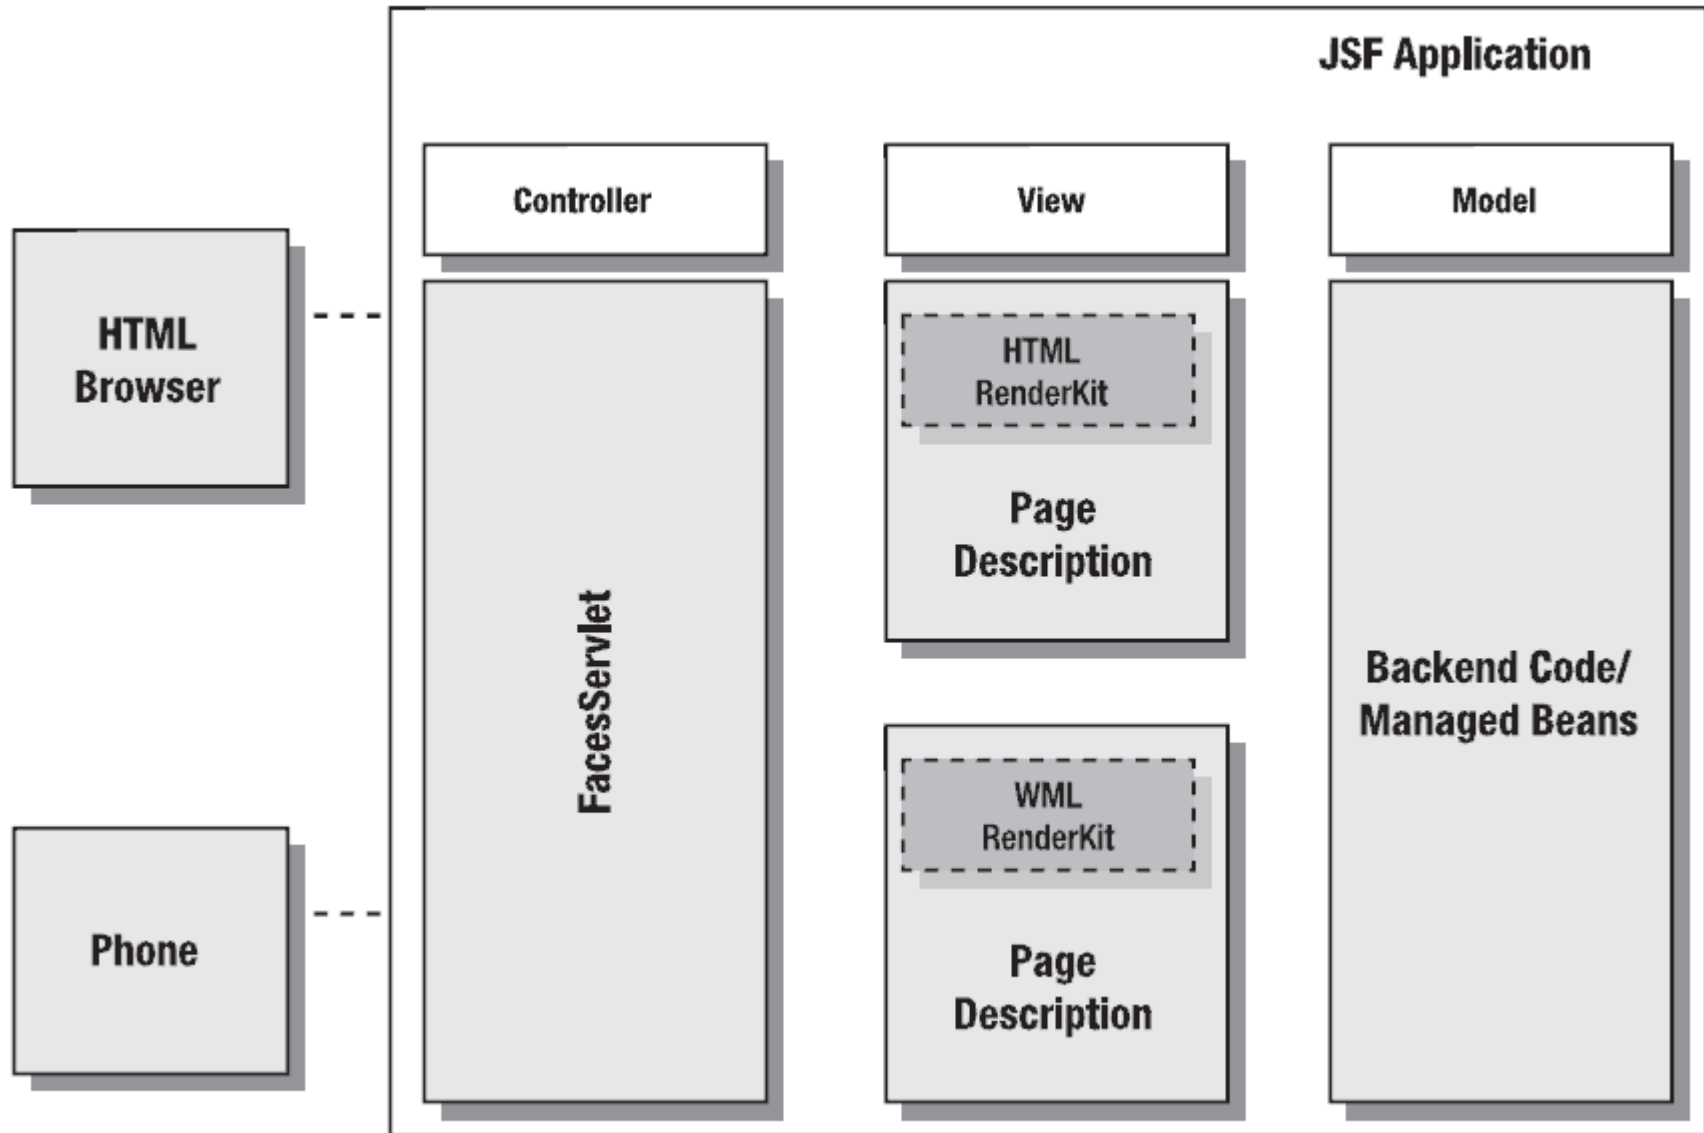 JSF Application
Controller
View
Model
HTML
Browser
HTML
RenderKit
Page
Description
FacesServlet
Backend Code/
Managed Beans
WML
RenderKit
Phone
Page
Description